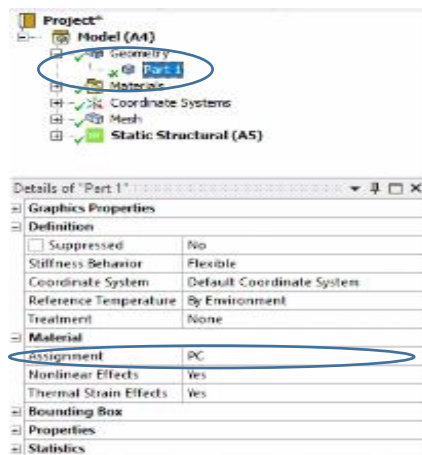 Project*
Model (A4)
Geometry
Part 1
Materials
Coordinate Systems
Mesh
Static Structural (A5)
Details of "Part 1"
Graphics Properties
Definition
Suppressed No
Stiffness Behavior Flexible
Coordinate System Default Coordinate System
Reference Temperature By Environment
Treatment None
Material
Assignment PC
Nonlinear Effects Yes
Thermal Strain Effects Yes
Bounding Box
Properties
Statistics